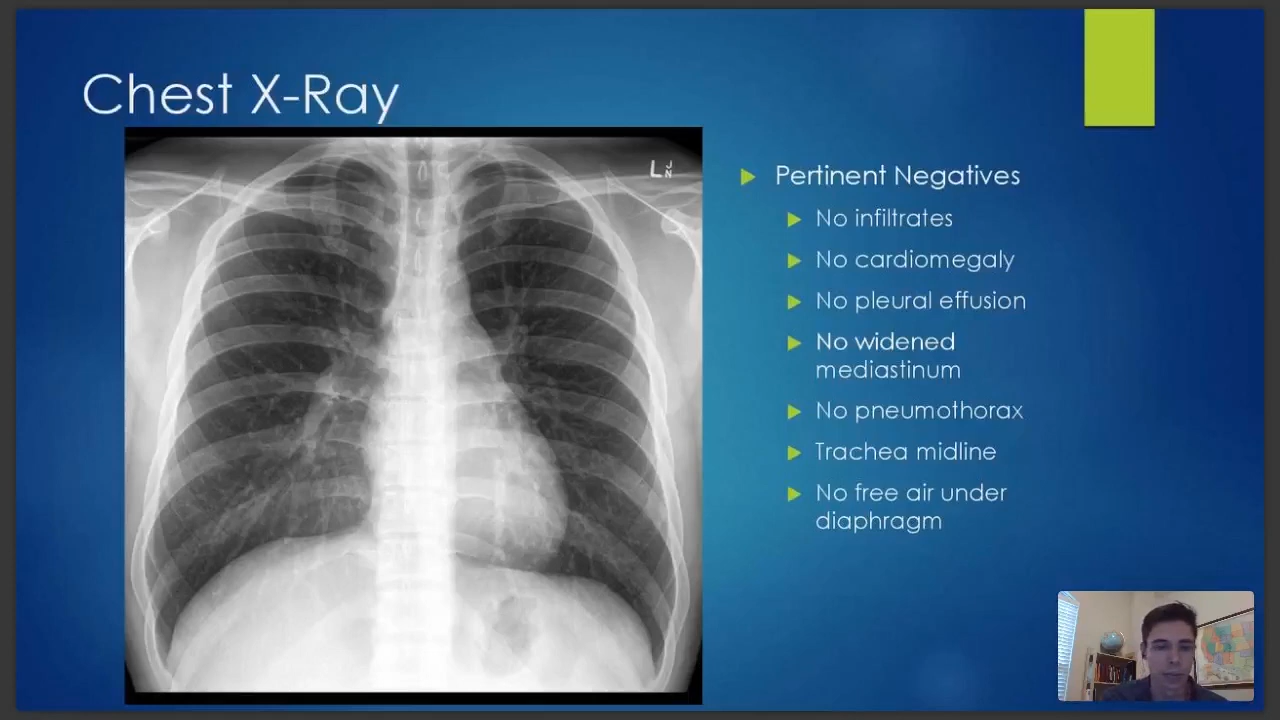 Chest X-Ray
L J
N
Pertinent Negatives
No infiltrates
No cardiomegaly
No pleural effusion
No widened
mediastinum
No pneumothorax
Trachea midline
No free air under
diaphragm